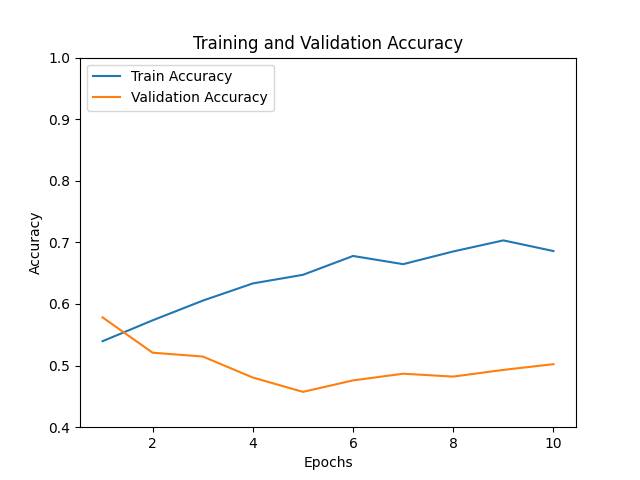 Training and Validation Accuracy
Train Accuracy
Validation Accuracy
1.0
0.9
0.8
0.7
0.6
0.5
0.4
Accuracy
2 4 6 8 10
Epochs